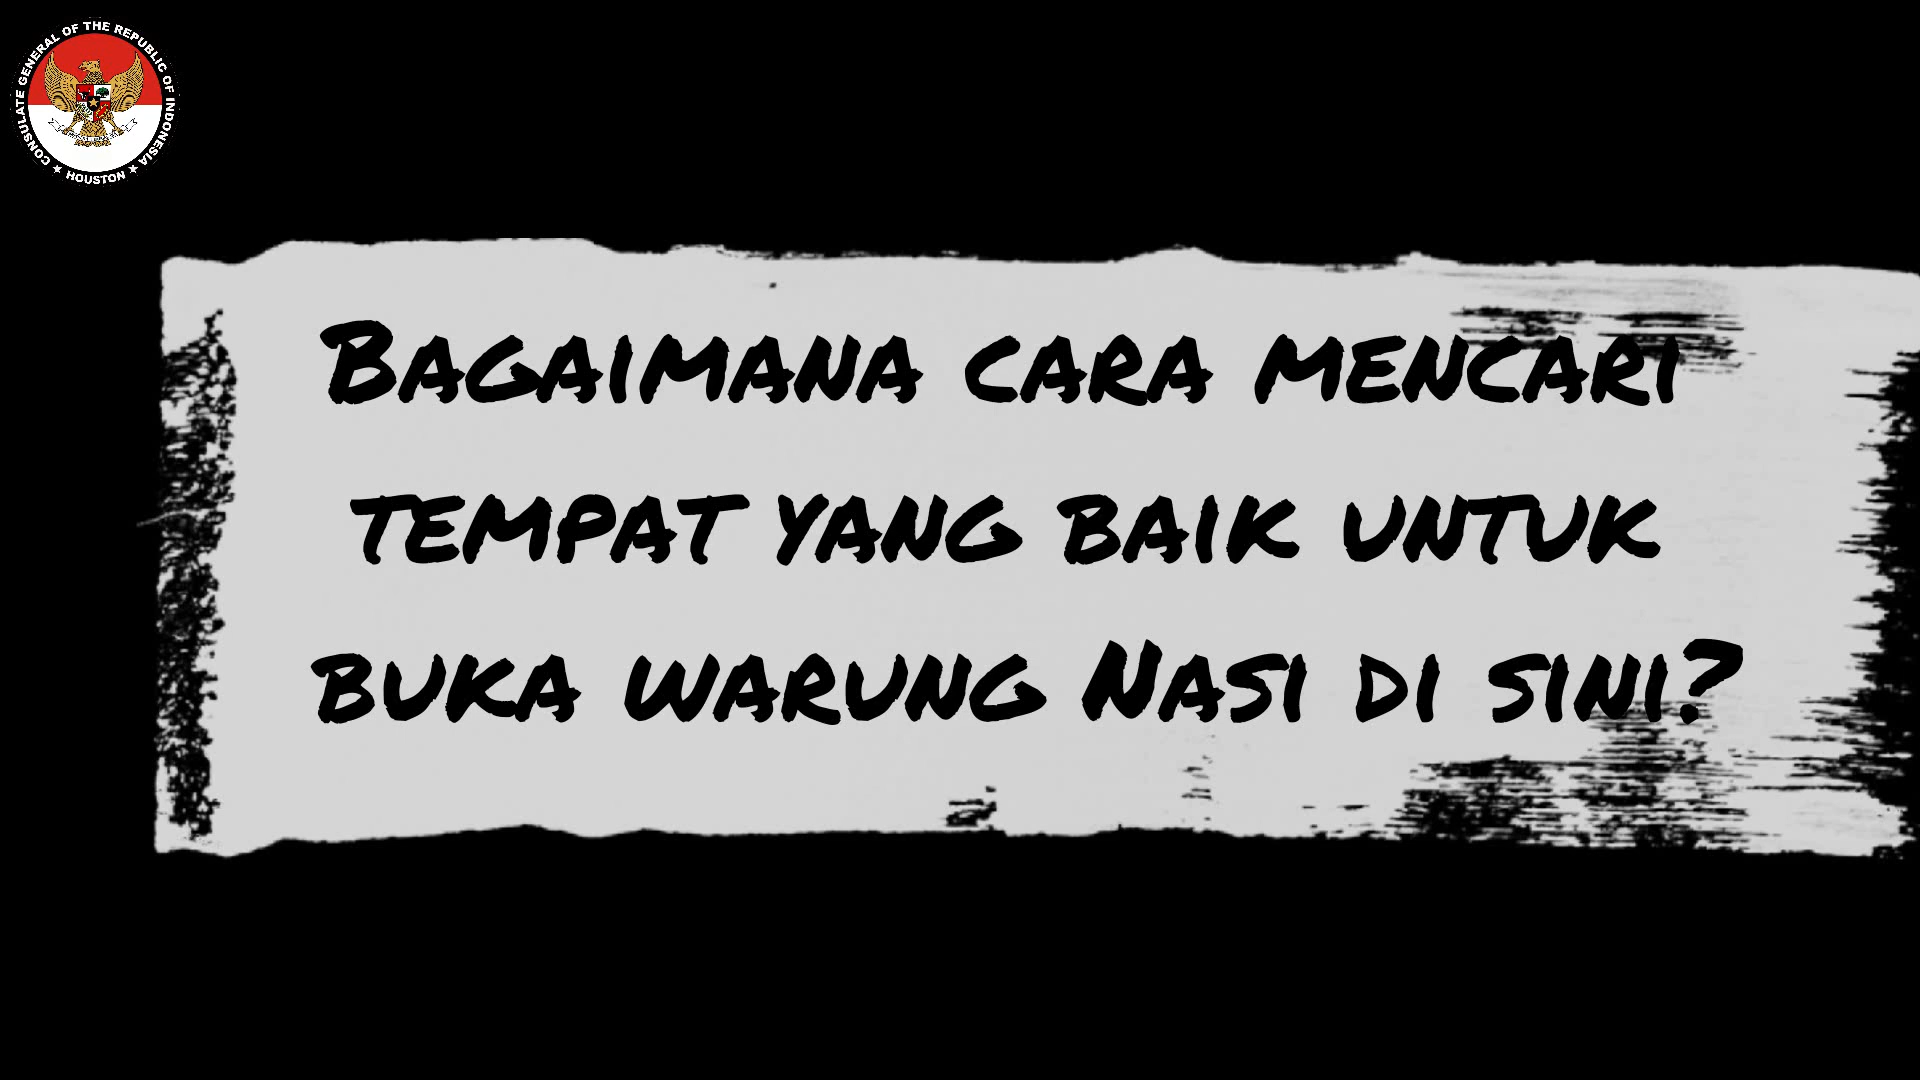 CONSULATE GENERAL OF THE REPUBLIC OF INDONESIA
★ HOUSTON ★
Bagaimana cara mencari
tempat yang baik untuk
buka warung Nasi di sini?